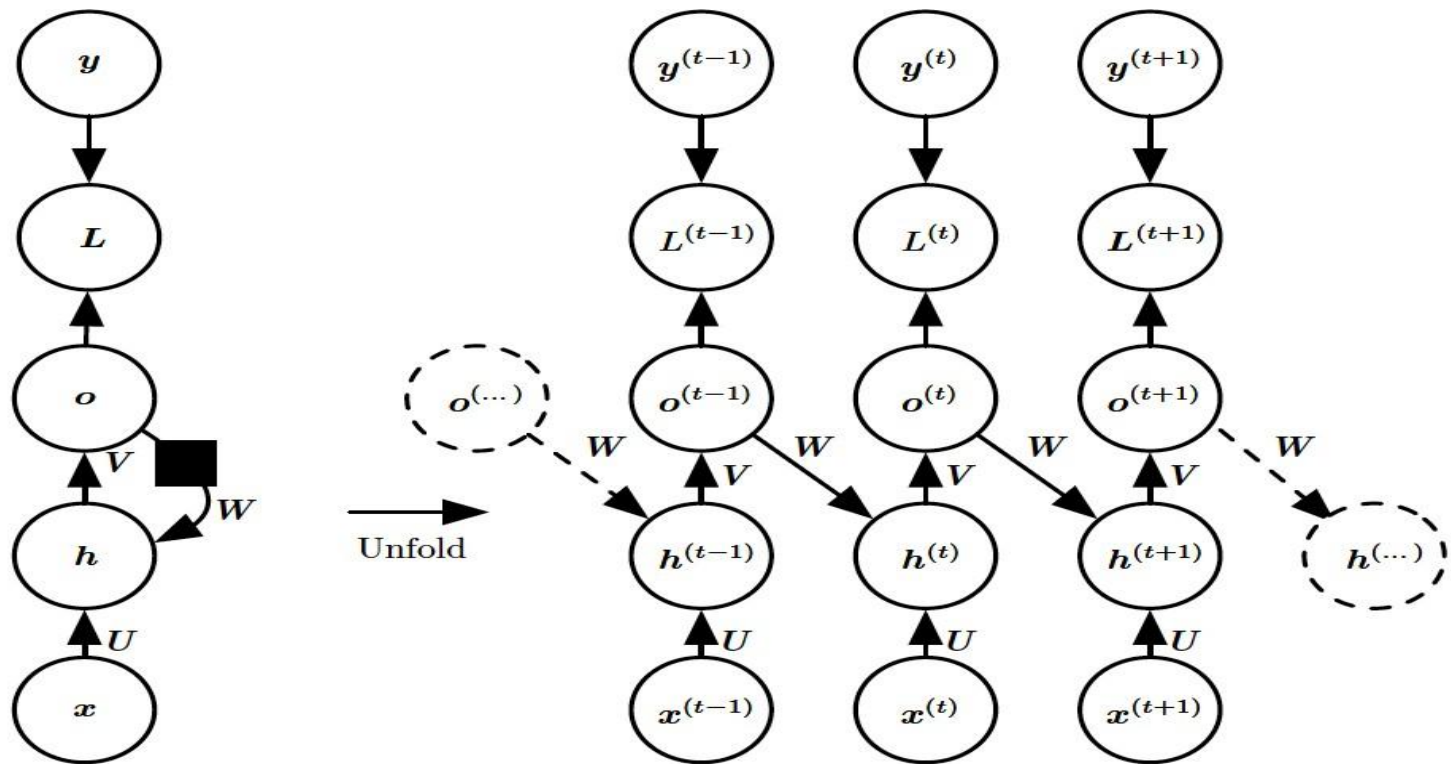 y y^(t−1) y^(t) y^(t+1)
L L^(t−1) L^(t) L^(t+1)
o o^(...) o^(t−1) o^(t) o^(t+1)
V W W W W
V V V
W
Unfold
h h^(t−1) h^(t) h^(t+1) h^(...)
U U U U
x x^(t−1) x^(t) x^(t+1)